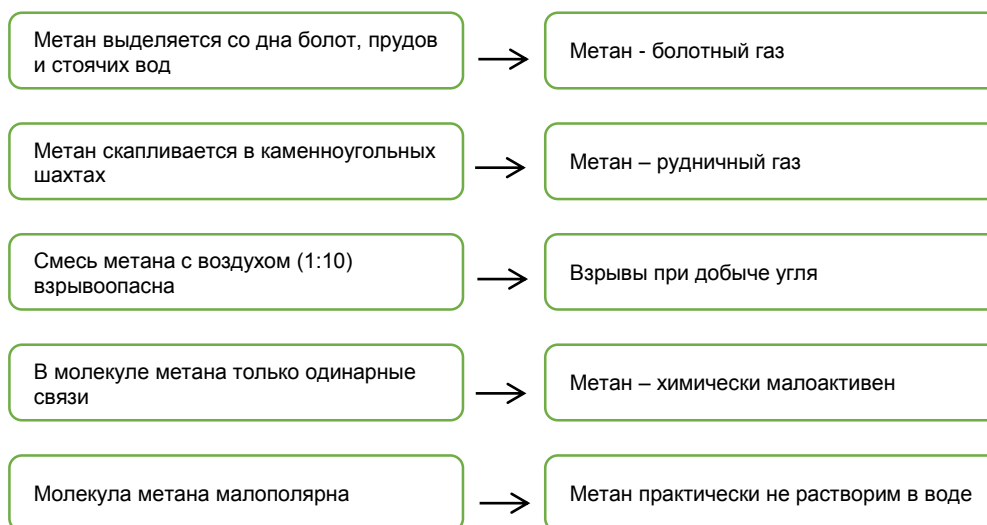 Метан выделяется со дна болот, прудов
и стоячих вод
Метан - болотный газ
Метан скапливается в каменноугольных
шахтах
Метан – рудничный газ
Смесь метана с воздухом (1:10)
взрывоопасна
Взрывы при добыче угля
В молекуле метана только одинарные
связи
Метан – химически малоактивен
Молекула метана малополярна
Метан практически не растворим в воде